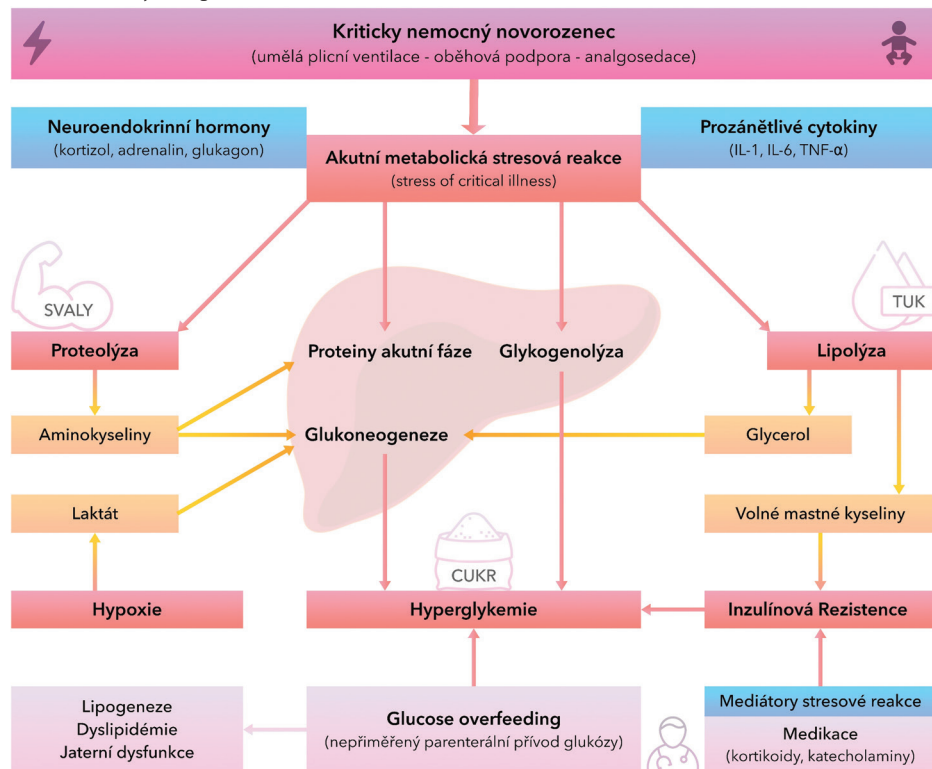 Kriticky nemocný novorozenec
(umělá plicní ventilace - oběhová podpora - analgosedace)
Neuroendokrinní hormony
(kortizol, adrenalin, glukagon)
Prozánětlivé cytokiny
(IL-1, IL-6, TNF-α)
Akutní metabolická stresová reakce
(stress of critical illness)
SVALY
TUK
Proteolýza
Proteiny akutní fáze
Glykogenolýza
Lipolýza
Aminokyseliny
Glukoneogeneze
Glycerol
Laktát
Volné mastné kyseliny
CUKR
Hypoxie
Hyperglykemie
Inzulínová Rezistence
Lipogeneze
Dyslipidémie
Jaterní dysfunkce
Glucose overfeeding
(nepřiměřený parenterální přívod glukózy)
Mediátory stresové reakce
Medikace
(kortikoidy, katecholaminy)